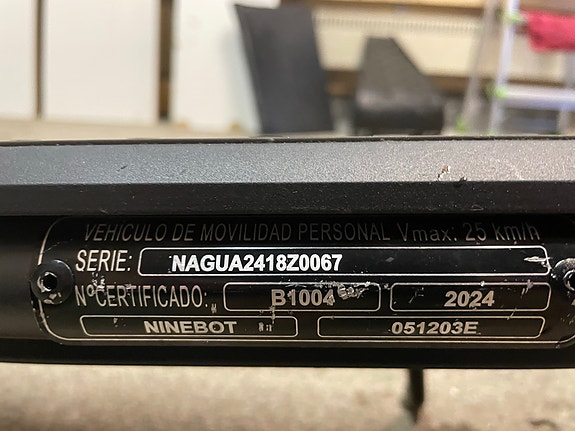 VEHICULO DE MOVILIDAD PERSONAL Vmax: 25 km/h
SERIE: NAGUA2418Z0067
NºCERTIFICADO: B1004 2024
NINEBOT 051203E